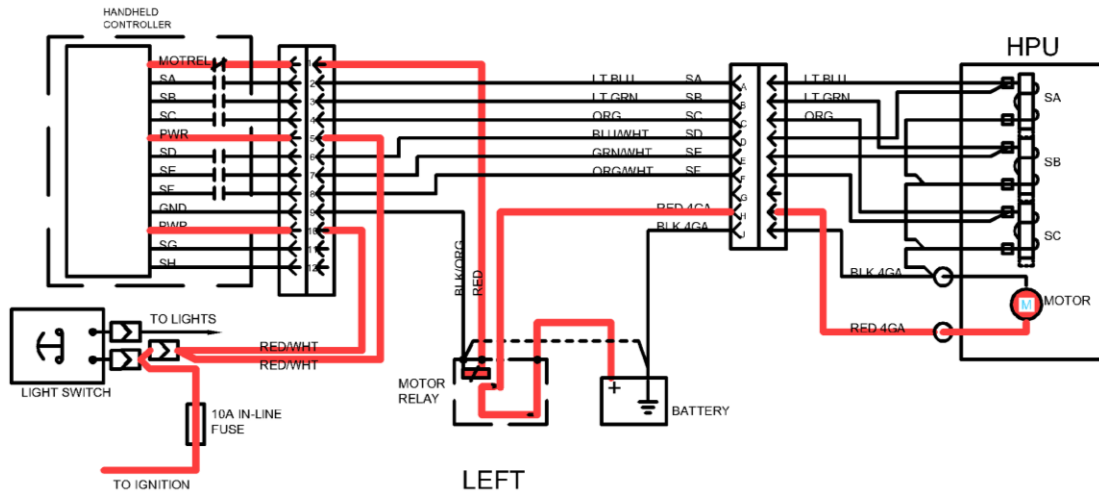 HANDHELD
CONTROLLER
HPU
MOTREL
SA
SB
SC
PWR
SD
SE
SF
GND
PWR
SG
SH
1
2
3
4
5
6
7
8
9
10
11
12
LT BLU SA
LT GRN SB
ORG SC
BLU/WHT SD
GRN/WHT SE
ORG/WHT SF
RED 4GA
BLK 4GA
A
B
C
D
E
F
G
H
J
LT BLU
LT GRN
ORG
SA
SB
SC
BLK 4GA
M
MOTOR
RED 4GA
BLK/ORG
RED
TO LIGHTS
RED/WHT
RED/WHT
LIGHT SWITCH
10A IN-LINE
FUSE
TO IGNITION
MOTOR
RELAY
+
BATTERY
LEFT